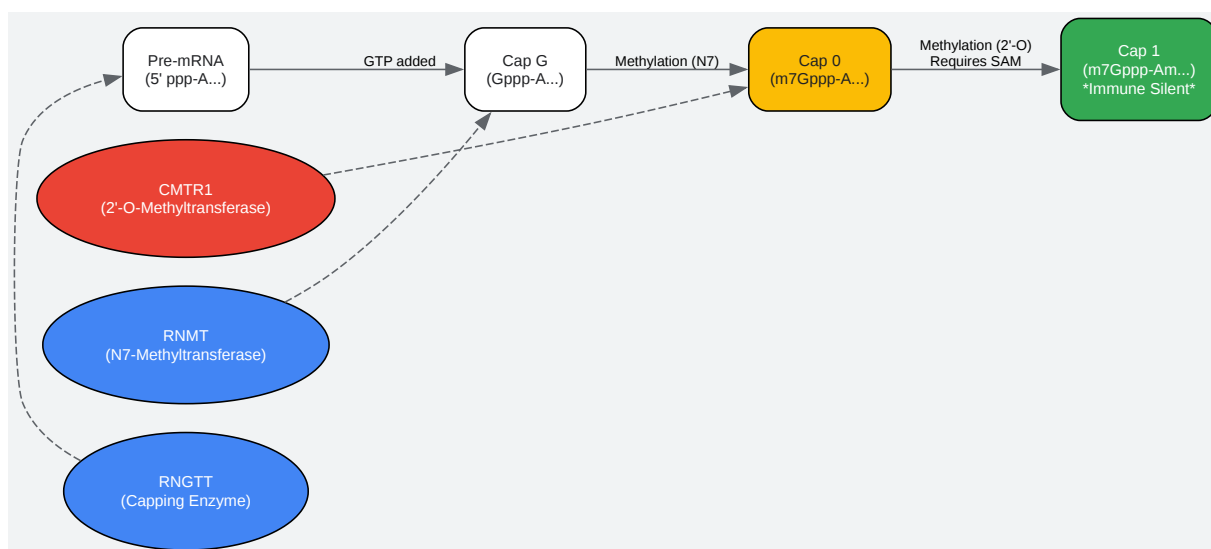 Pre-mRNA
(5' ppp-A...)
GTP added
Cap G
(Gppp-A...)
Methylation (N7)
Cap 0
(m7Gppp-A...)
Methylation (2'-O)
Requires SAM
Cap 1
(m7Gppp-Am...)
*Immune Silent*
CMTR1
(2'-O-Methyltransferase)
RNMT
(N7-Methyltransferase)
RNGTT
(Capping Enzyme)